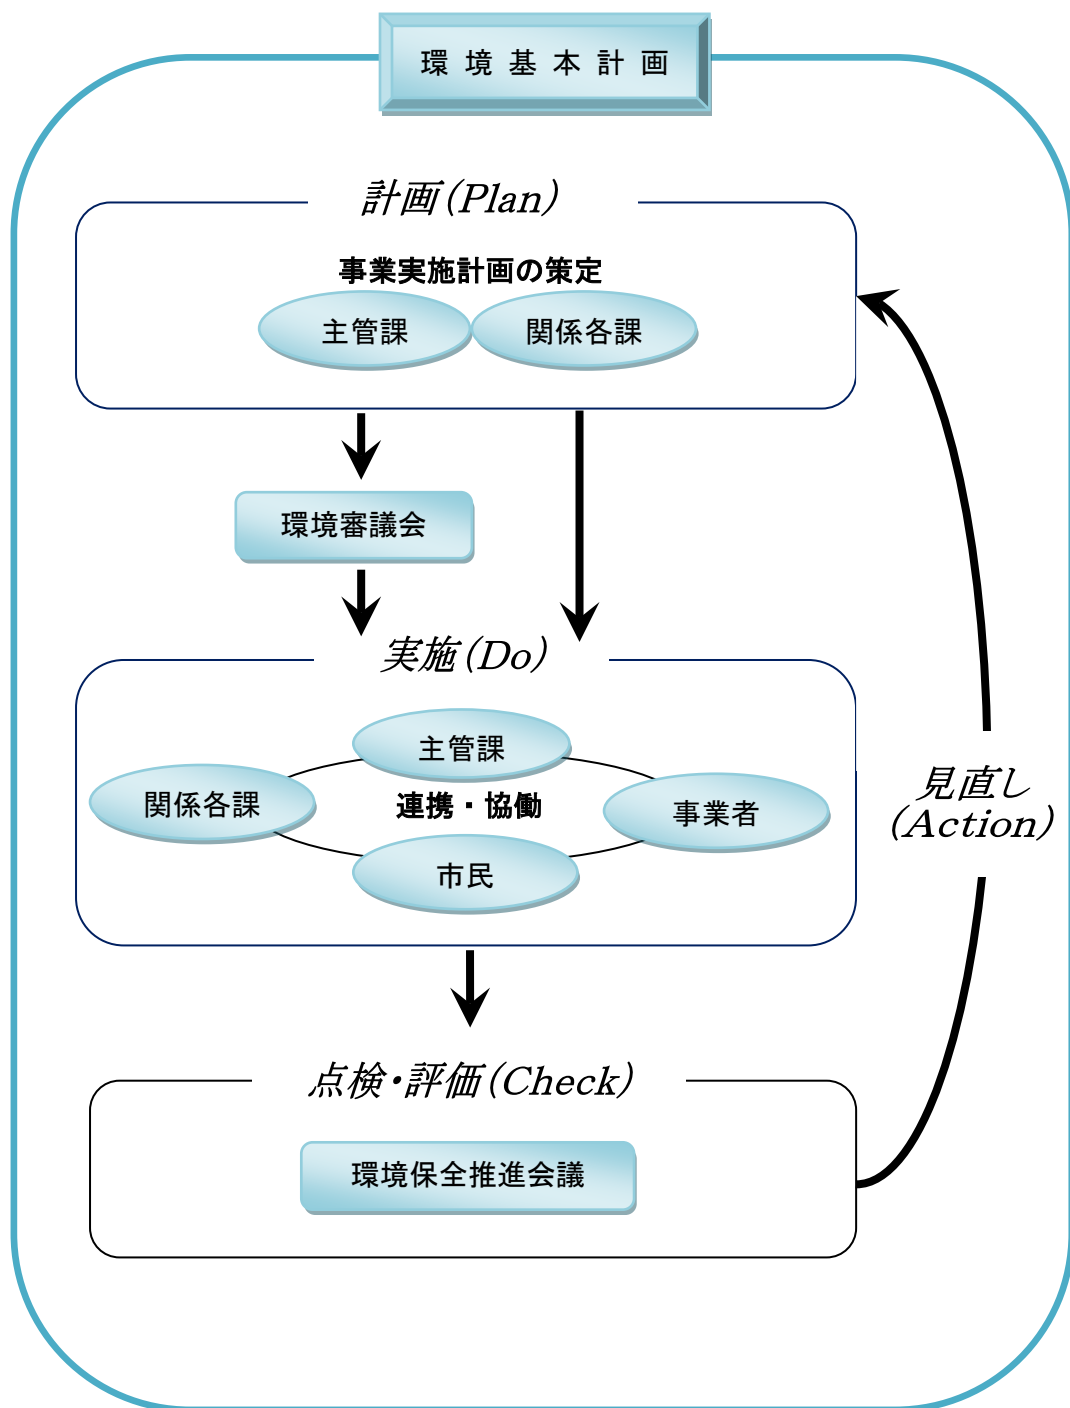 環境基本計画
計画(Plan)
事業実施計画の策定
主管課
関係各課
環境審議会
実施(Do)
主管課
関係各課
連携・協働
事業者
市民
見直し
(Action)
点検・評価(Check)
環境保全推進会議